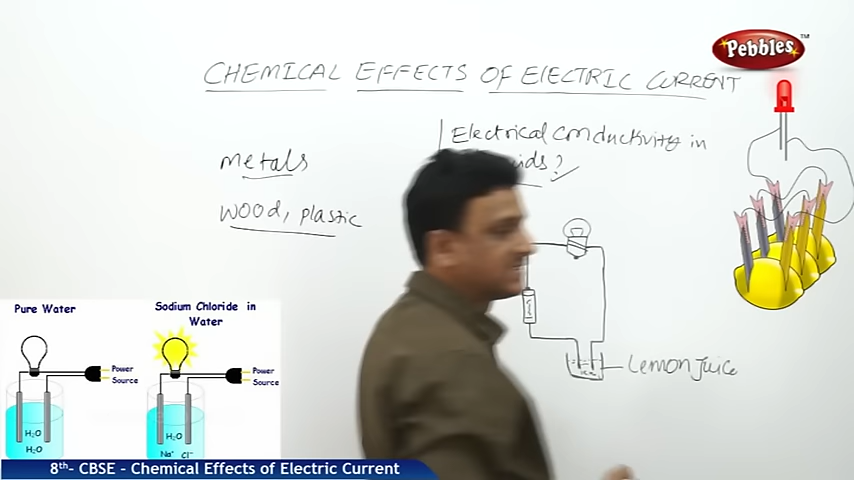 Pebbles™
CHEMICAL EFFECTS OF ELECTRIC CURRENT
metals
wood, plastic
Electrical conductivity in
?
Lemon juice
Pure Water
Power
Source
H₂O
H₂O
Sodium Chloride in
Water
Power
Source
H₂O
Na⁺ Cl⁻
8th- CBSE - Chemical Effects of Electric Current